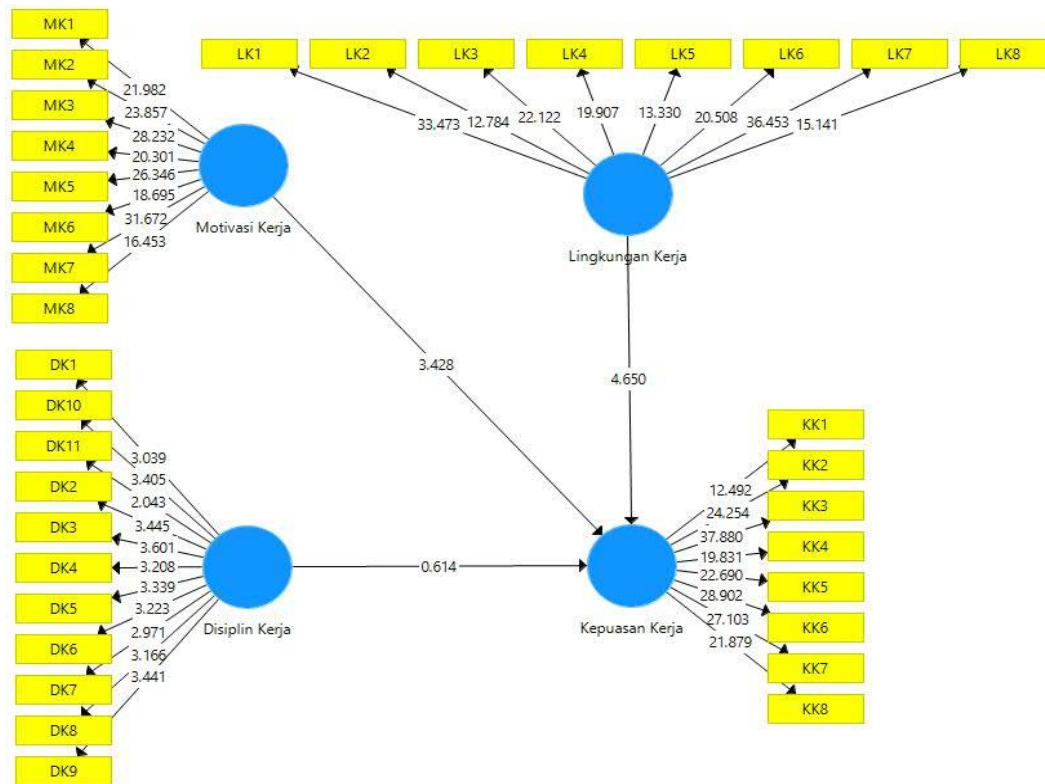 MK1
MK2
MK3
MK4
MK5
MK6
MK7
MK8
21.982
23.857
28.232
20.301
26.346
18.695
31.672
16.453
Motivasi Kerja
LK1
LK2
LK3
LK4
LK5
LK6
LK7
LK8
33.473
12.784
22.122
19.907
13.330
20.508
36.453
15.141
Lingkungan Kerja
3.428
4.650
DK1
DK10
DK11
DK2
DK3
DK4
DK5
DK6
DK7
DK8
DK9
3.039
3.405
2.043
3.445
3.601
3.208
3.339
3.223
2.971
3.166
3.441
Disiplin Kerja
0.614
Kepuasan Kerja
12.492
24.254
37.880
19.831
22.690
28.902
27.103
21.879
KK1
KK2
KK3
KK4
KK5
KK6
KK7
KK8